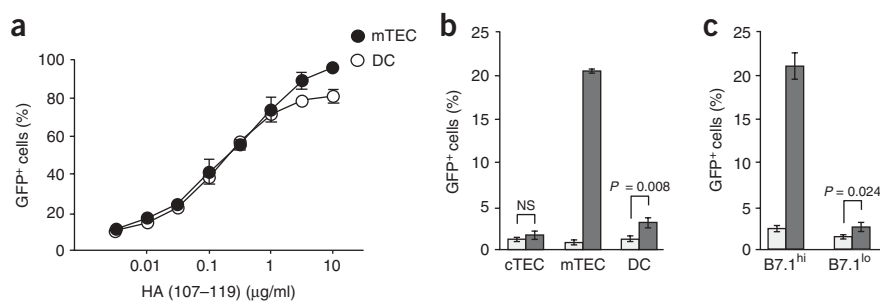 a
mTEC
DC
GFP⁺ cells (%)
100
80
60
40
20
0
0.01 0.1 1 10
HA (107–119) (μg/ml)
b
GFP⁺ cells (%)
25
20
15
10
5
0
NS
P = 0.008
cTEC mTEC DC
c
GFP⁺ cells (%)
25
20
15
10
5
0
P = 0.024
B7.1ʰⁱ B7.1ˡᵒ